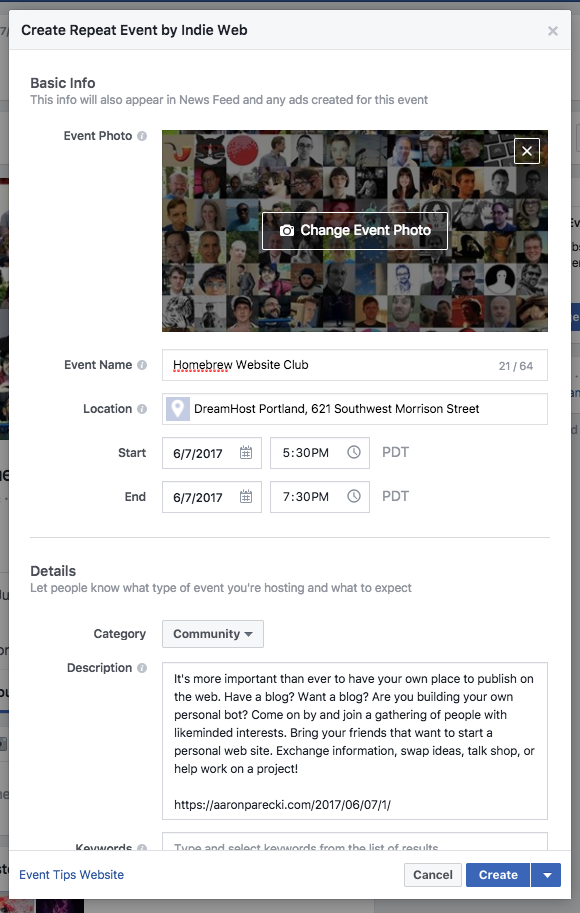 Create Repeat Event by Indie Web
Basic Info
This info will also appear in News Feed and any ads created for this event
Event Photo
Change Event Photo
Event Name Homebrew Website Club 21 / 64
Location DreamHost Portland, 621 Southwest Morrison Street
Start 6/7/2017 5:30PM PDT
End 6/7/2017 7:30PM PDT
Details
Let people know what type of event you're hosting and what to expect
Category Community
Description
It's more important than ever to have your own place to publish on
the web. Have a blog? Want a blog? Are you building your own
personal bot? Come on by and join a gathering of people with
likeminded interests. Bring your friends that want to start a
personal web site. Exchange information, swap ideas, talk shop, or
help work on a project!
https://aaronparecki.com/2017/06/07/1/
Keywords Type and select keywords from the list of results
Event Tips Website Cancel Create